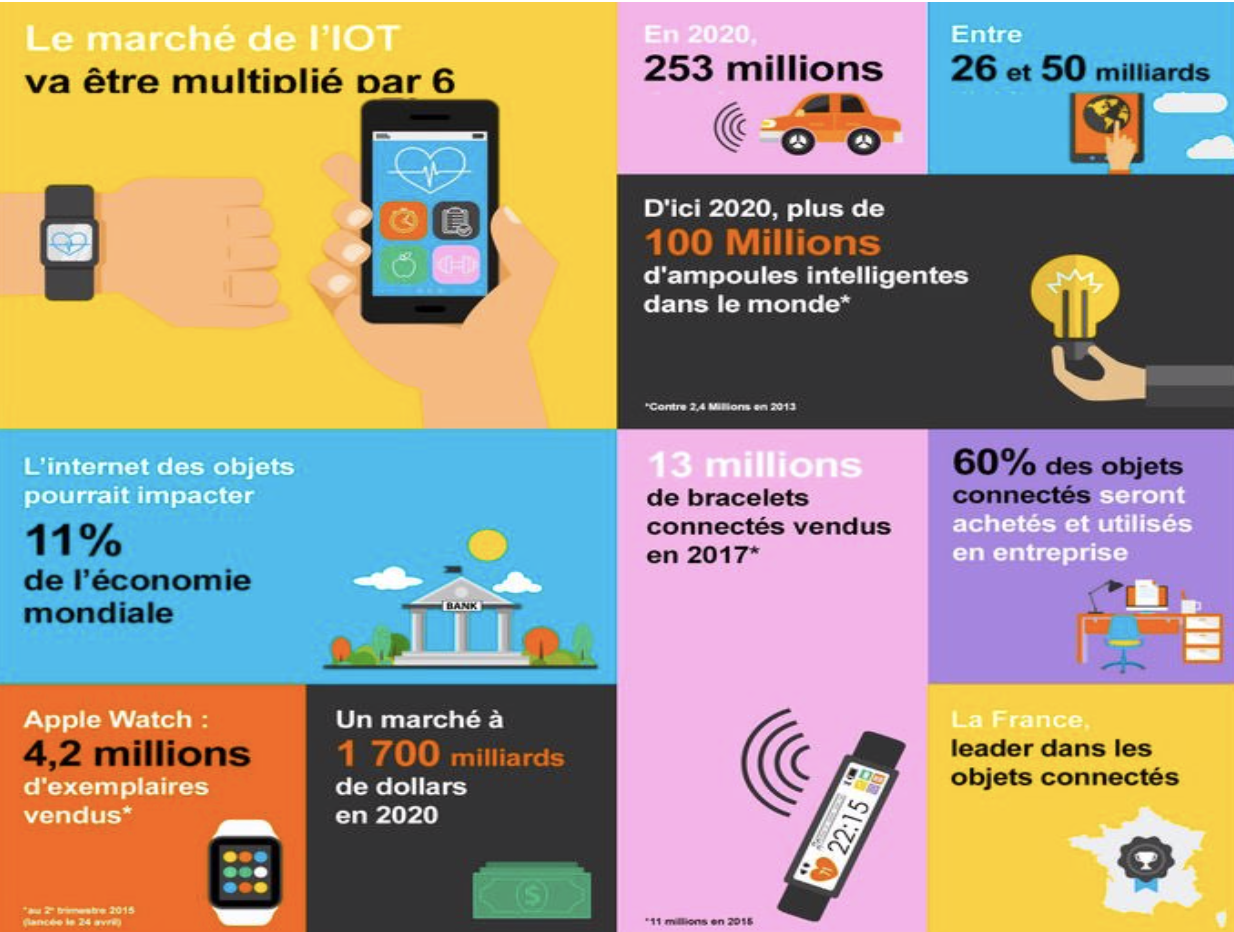 Le marché de l'IOT
va être multiplié par 6
En 2020,
253 millions
Entre
26 et 50 milliards
D'ici 2020, plus de
100 Millions
d'ampoules intelligentes
dans le monde*
*Contre 2,4 Millions en 2013
L'internet des objets
pourrait impacter
11%
de l'économie
mondiale
BANK
13 millions
de bracelets
connectés vendus
en 2017*
22:15
*11 millions en 2015
60% des objets
connectés seront
achetés et utilisés
en entreprise
Apple Watch :
4,2 millions
d'exemplaires
vendus*
*au 2e trimestre 2015
(lancée le 24 avril)
Un marché à
1 700 milliards
de dollars
en 2020
$
La France,
leader dans les
objets connectés